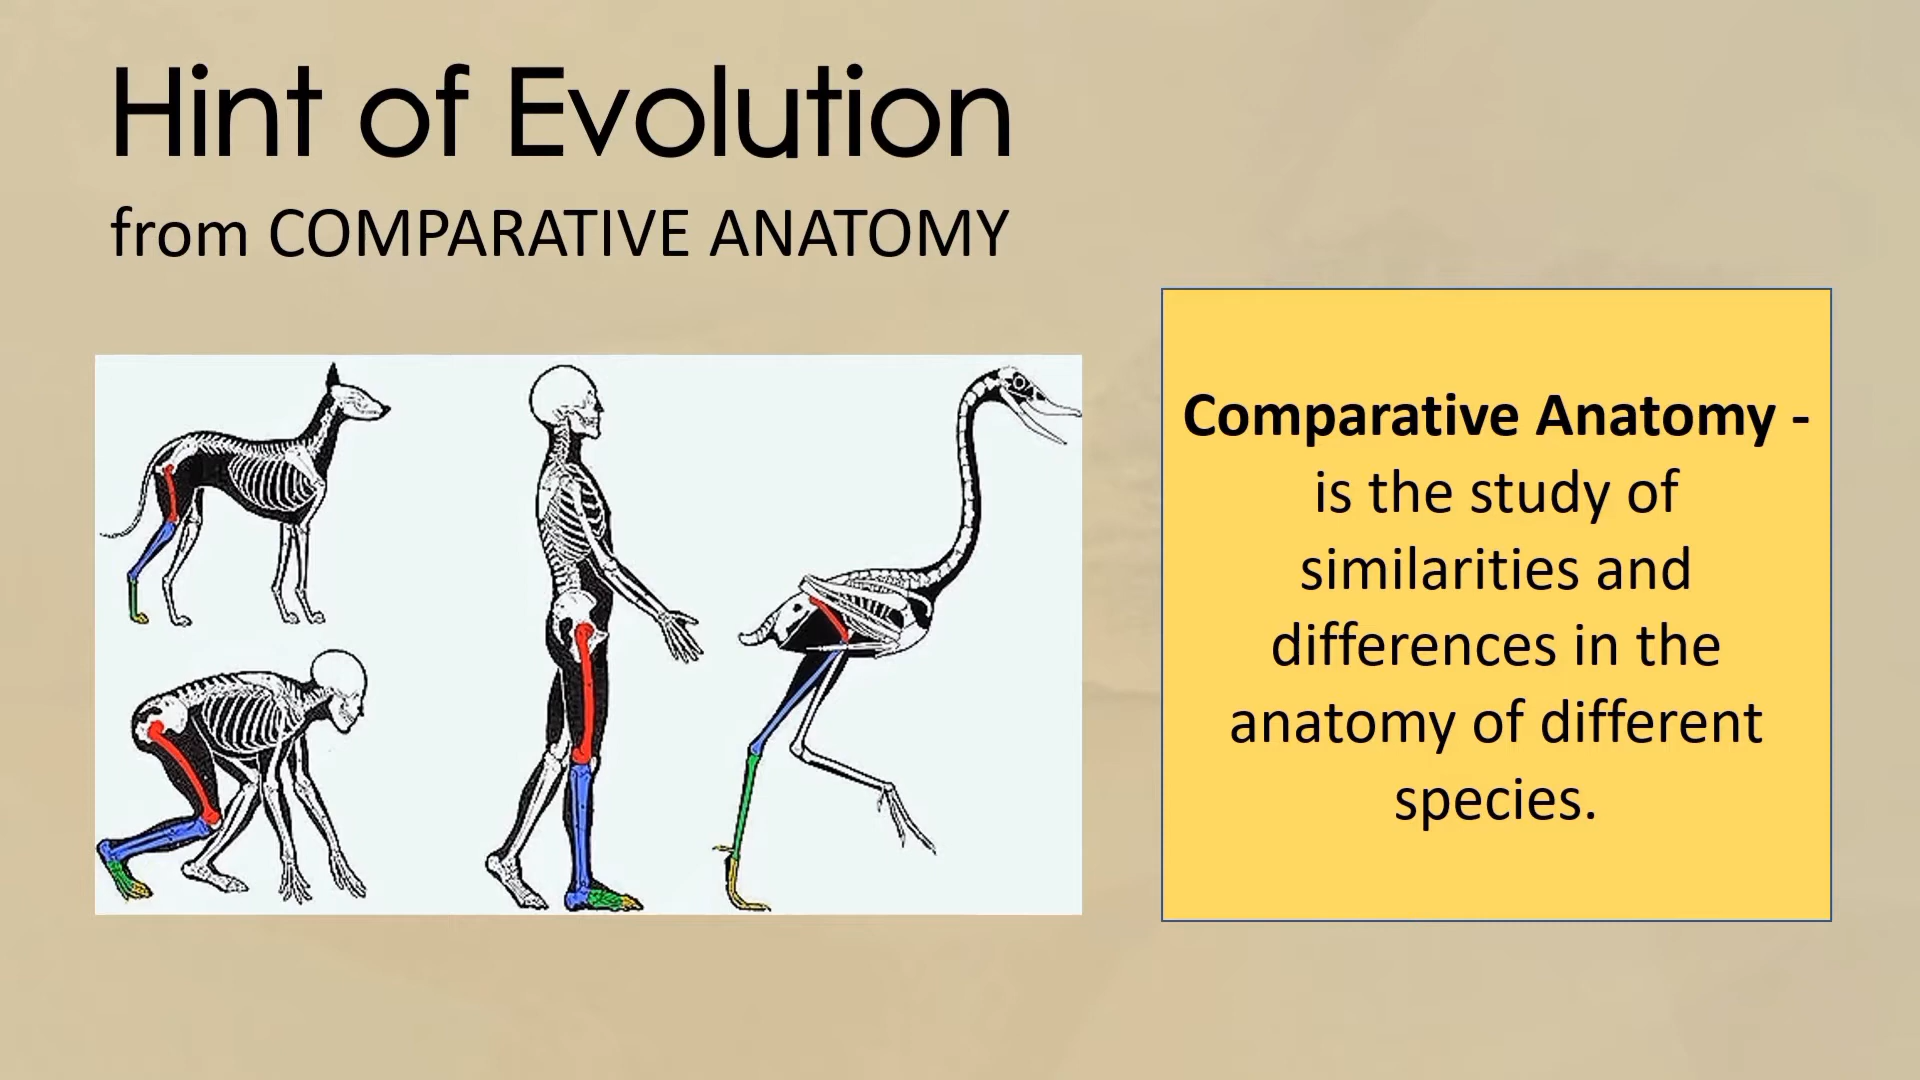 Hint of Evolution
from COMPARATIVE ANATOMY
Comparative Anatomy -
is the study of
similarities and
differences in the
anatomy of different
species.